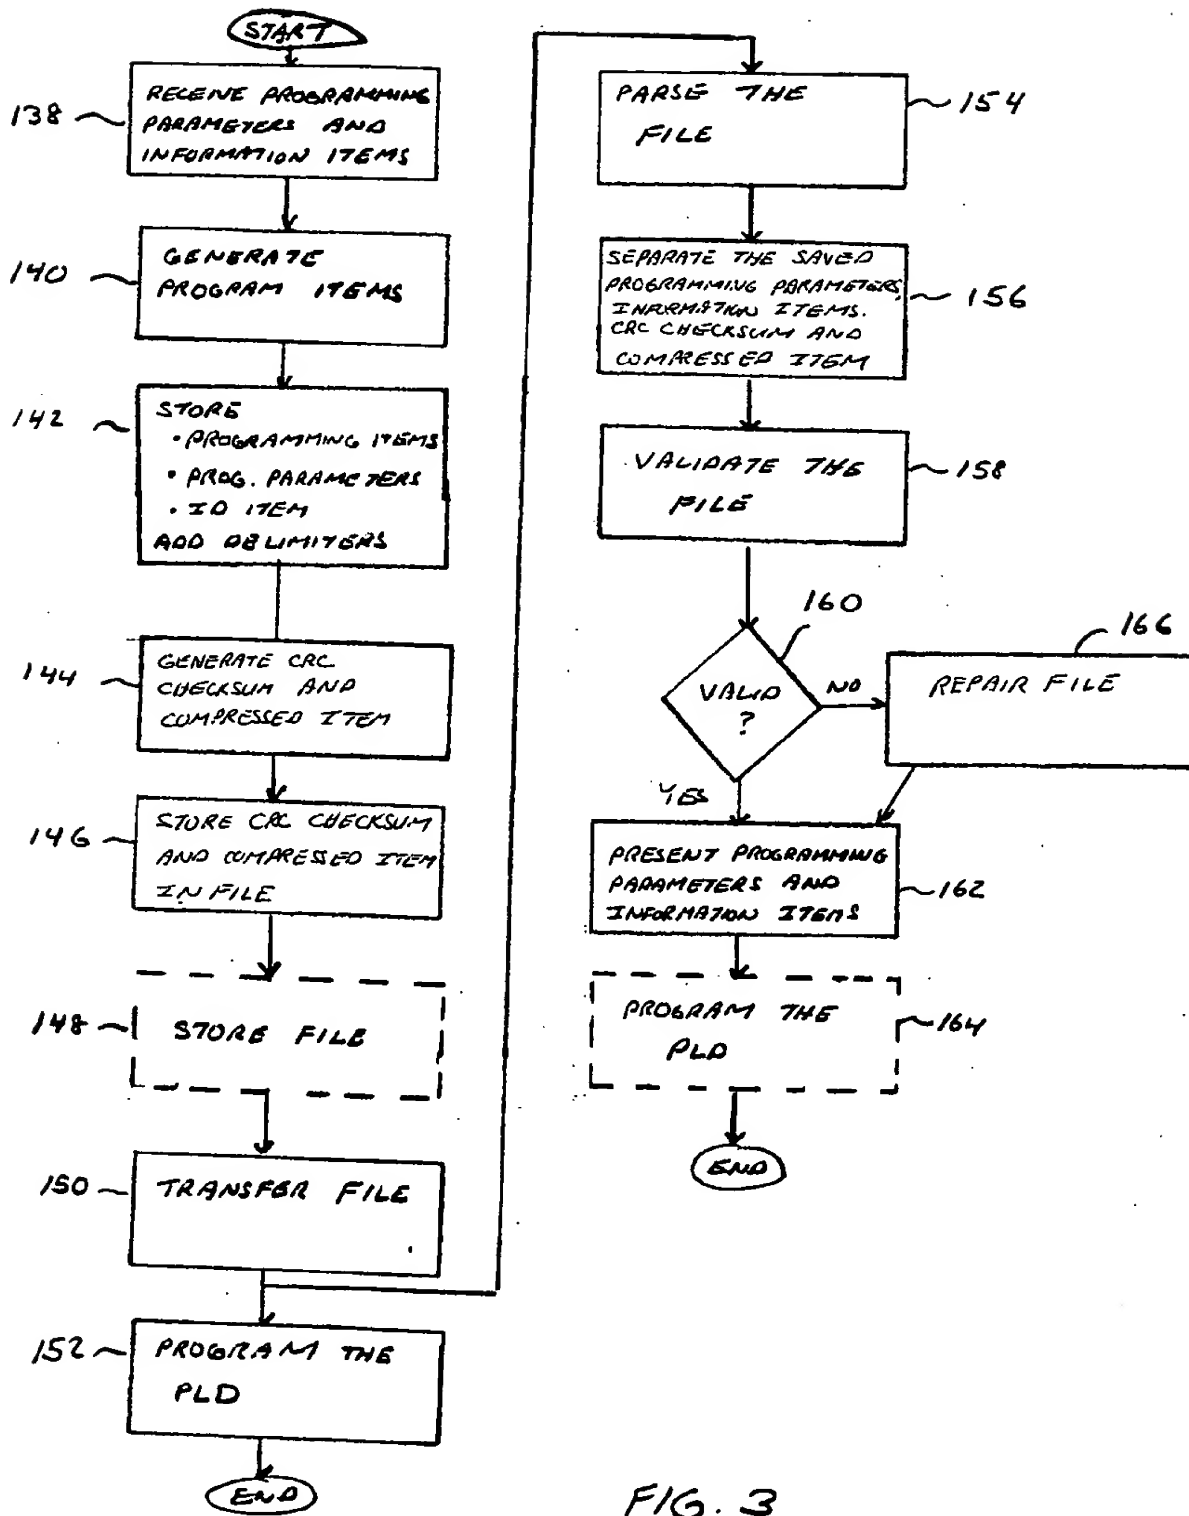 START
138
RECEIVE PROGRAMMING
PARAMETERS AND
INFORMATION ITEMS
140
GENERATE
PROGRAM ITEMS
142
STORE
• PROGRAMMING ITEMS
• PROG. PARAMETERS
• ID ITEM
ADD DELIMITERS
144
GENERATE CRC
CHECKSUM AND
COMPRESSED ITEM
146
STORE CRC CHECKSUM
AND COMPRESSED ITEM
IN FILE
148
STORE FILE
150
TRANSFER FILE
152
PROGRAM THE
PLD
END
PARSE THE
FILE
154
SEPARATE THE SAVED
PROGRAMMING PARAMETERS,
INFORMATION ITEMS.
CRC CHECKSUM AND
COMPRESSED ITEM
156
VALIDATE THE
FILE
158
160
VALID
?
NO
166
REPAIR FILE
YES
PRESENT PROGRAMMING
PARAMETERS AND
INFORMATION ITEMS
162
PROGRAM THE
PLD
164
END
FIG. 3